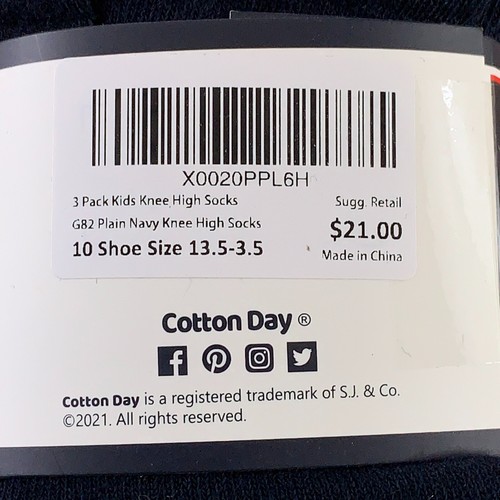 X0020PPL6H
3 Pack Kids Knee High Socks
Sugg. Retail
G82 Plain Navy Knee High Socks
$21.00
10 Shoe Size 13.5-3.5
Made in China
Cotton Day ®
Cotton Day is a registered trademark of S.J. & Co.
©2021. All rights reserved.